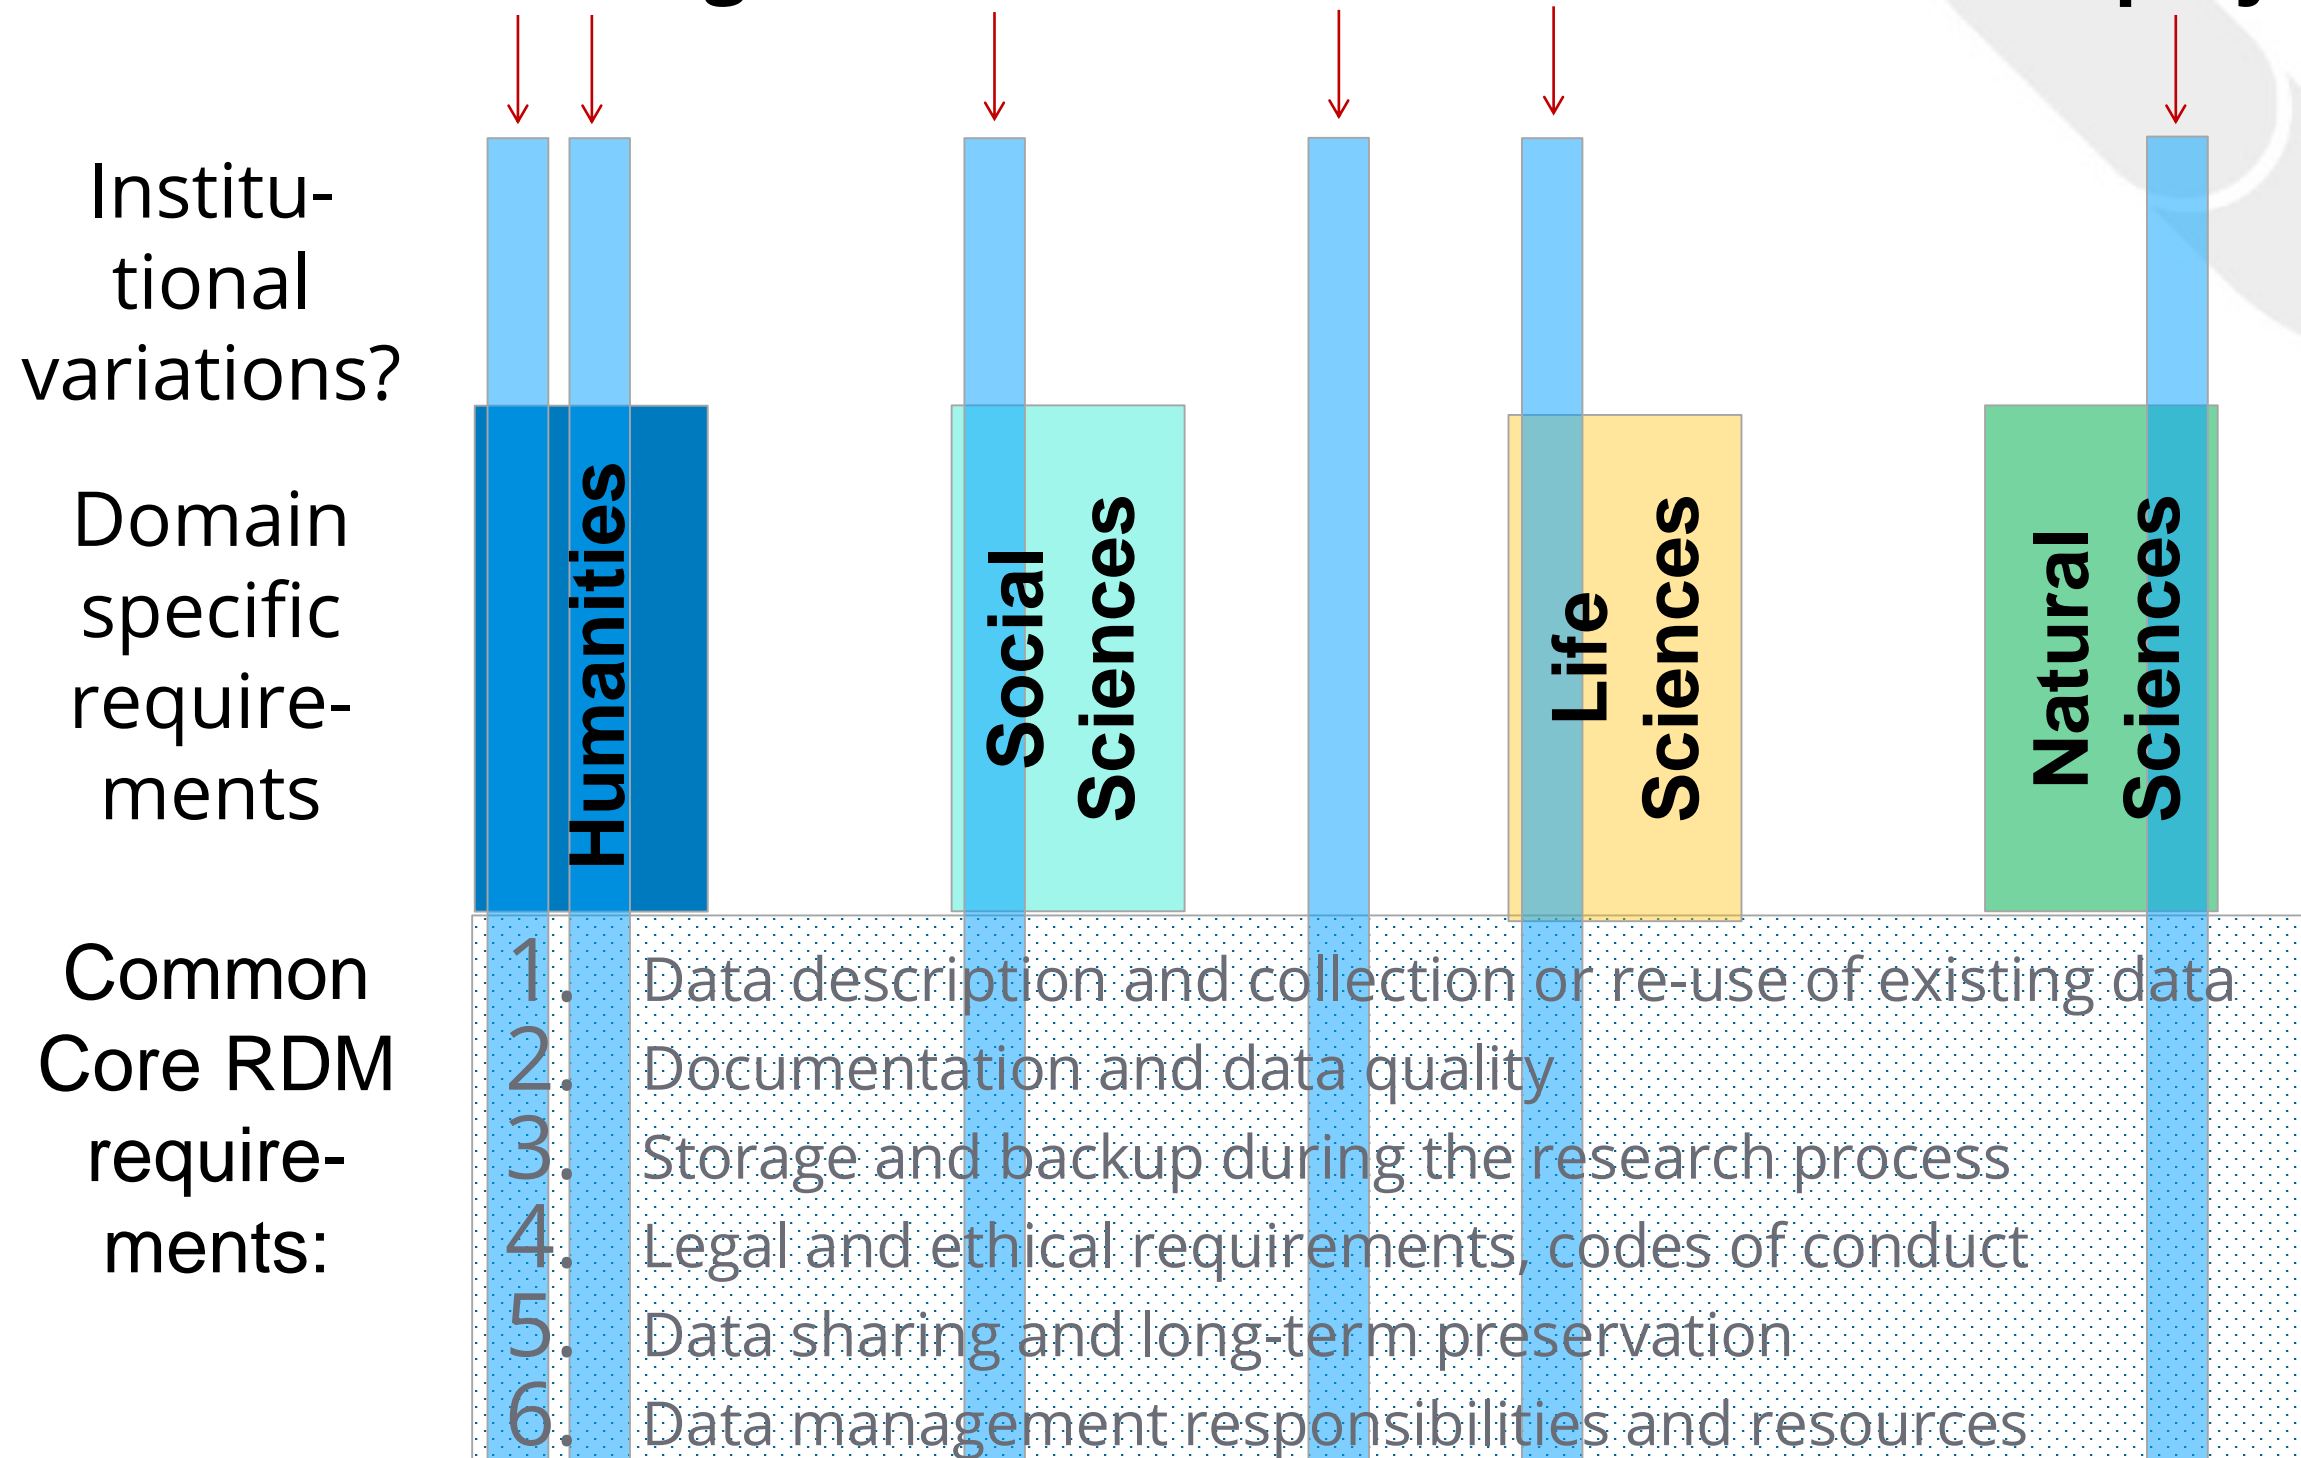 Institu-
tional
variations?
Domain
specific
require-
ments
Humanities
Social
Sciences
Life
Sciences
Natural
Sciences
Common
Core RDM
require-
ments:
1. Data description and collection or re-use of existing data
2. Documentation and data quality
3. Storage and backup during the research process
4. Legal and ethical requirements, codes of conduct
5. Data sharing and long-term preservation
6. Data management responsibilities and resources